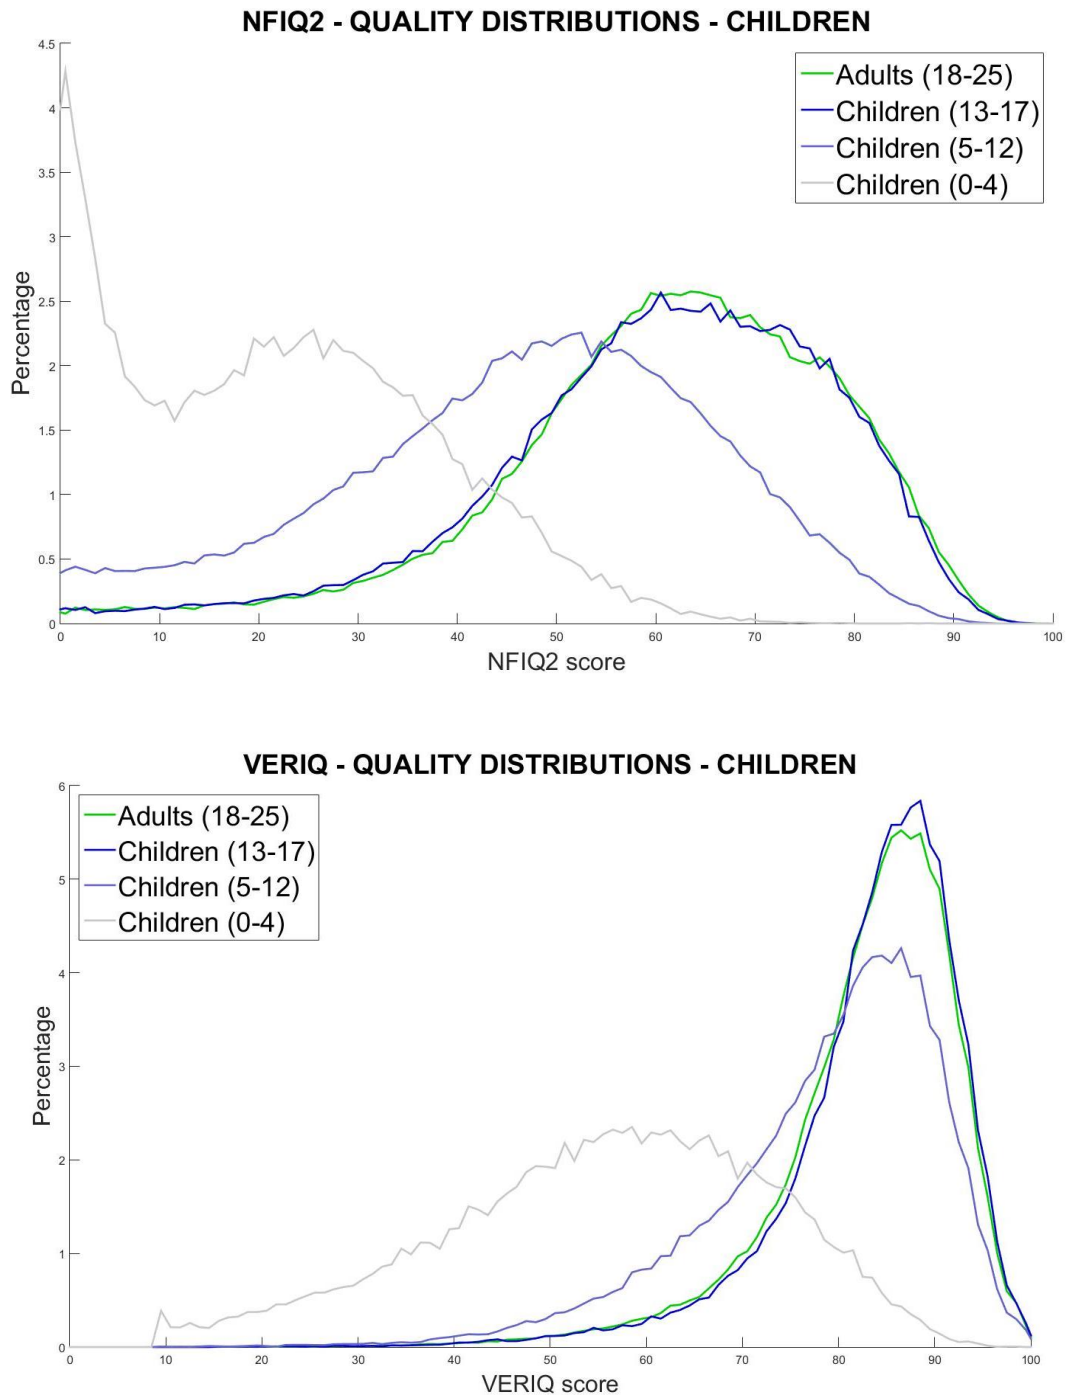 NFIQ2 - QUALITY DISTRIBUTIONS - CHILDREN
4.5
4
3.5
3
2.5
2
1.5
1
0.5
0
Percentage
Adults (18-25)
Children (13-17)
Children (5-12)
Children (0-4)
0 10 20 30 40 50 60 70 80 90 100
NFIQ2 score
VERIQ - QUALITY DISTRIBUTIONS - CHILDREN
6
5
4
3
2
1
0
Percentage
Adults (18-25)
Children (13-17)
Children (5-12)
Children (0-4)
0 10 20 30 40 50 60 70 80 90 100
VERIQ score